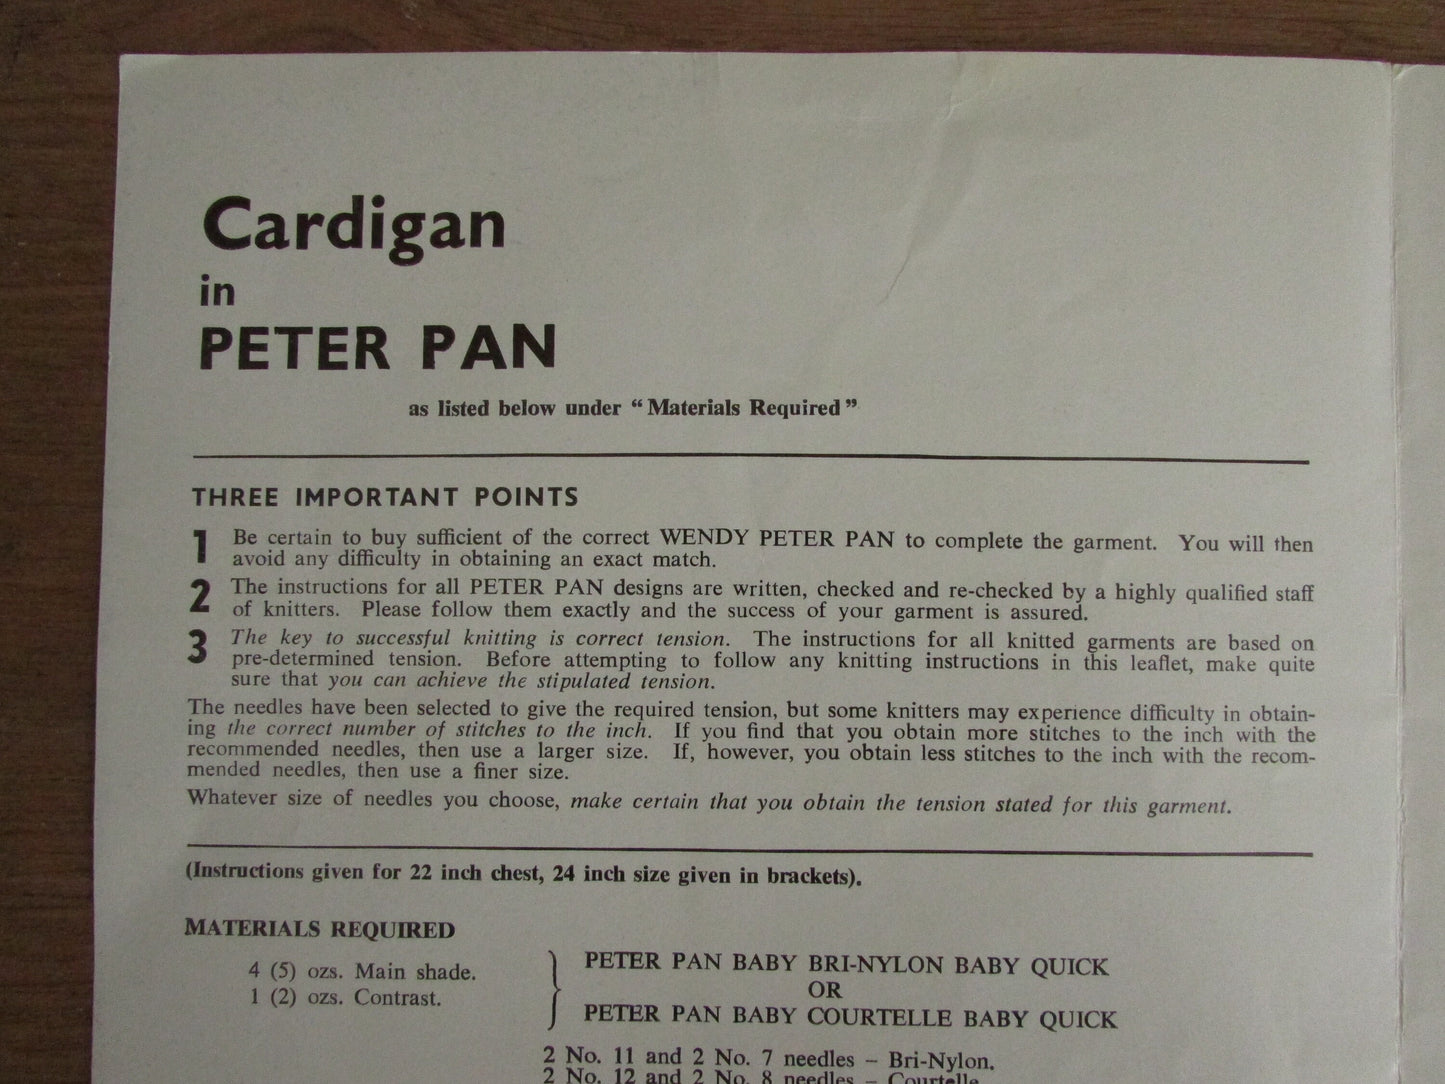 Cardigan
in
PETER PAN
as listed below under “Materials Required”
THREE IMPORTANT POINTS
1 Be certain to buy sufficient of the correct WENDY PETER PAN to complete the garment. You will then
avoid any difficulty in obtaining an exact match.
2 The instructions for all PETER PAN designs are written, checked and re-checked by a highly qualified staff
of knitters. Please follow them exactly and the success of your garment is assured.
3 The key to successful knitting is correct tension. The instructions for all knitted garments are based on
pre-determined tension. Before attempting to follow any knitting instructions in this leaflet, make quite
sure that you can achieve the stipulated tension.
The needles have been selected to give the required tension, but some knitters may experience difficulty in obtain-
ing the correct number of stitches to the inch. If you find that you obtain more stitches to the inch with the
recommended needles, then use a larger size. If, however, you obtain less stitches to the inch with the recom-
mended needles, then use a finer size.
Whatever size of needles you choose, make certain that you obtain the tension stated for this garment.
(Instructions given for 22 inch chest, 24 inch size given in brackets).
MATERIALS REQUIRED
4 (5) ozs. Main shade.
1 (2) ozs. Contrast.
PETER PAN BABY BRI-NYLON BABY QUICK
OR
PETER PAN BABY COURTELLE BABY QUICK
2 No. 11 and 2 No. 7 needles – Bri-Nylon.
2 No. 12 and 2 No. 8 needles – Courtelle